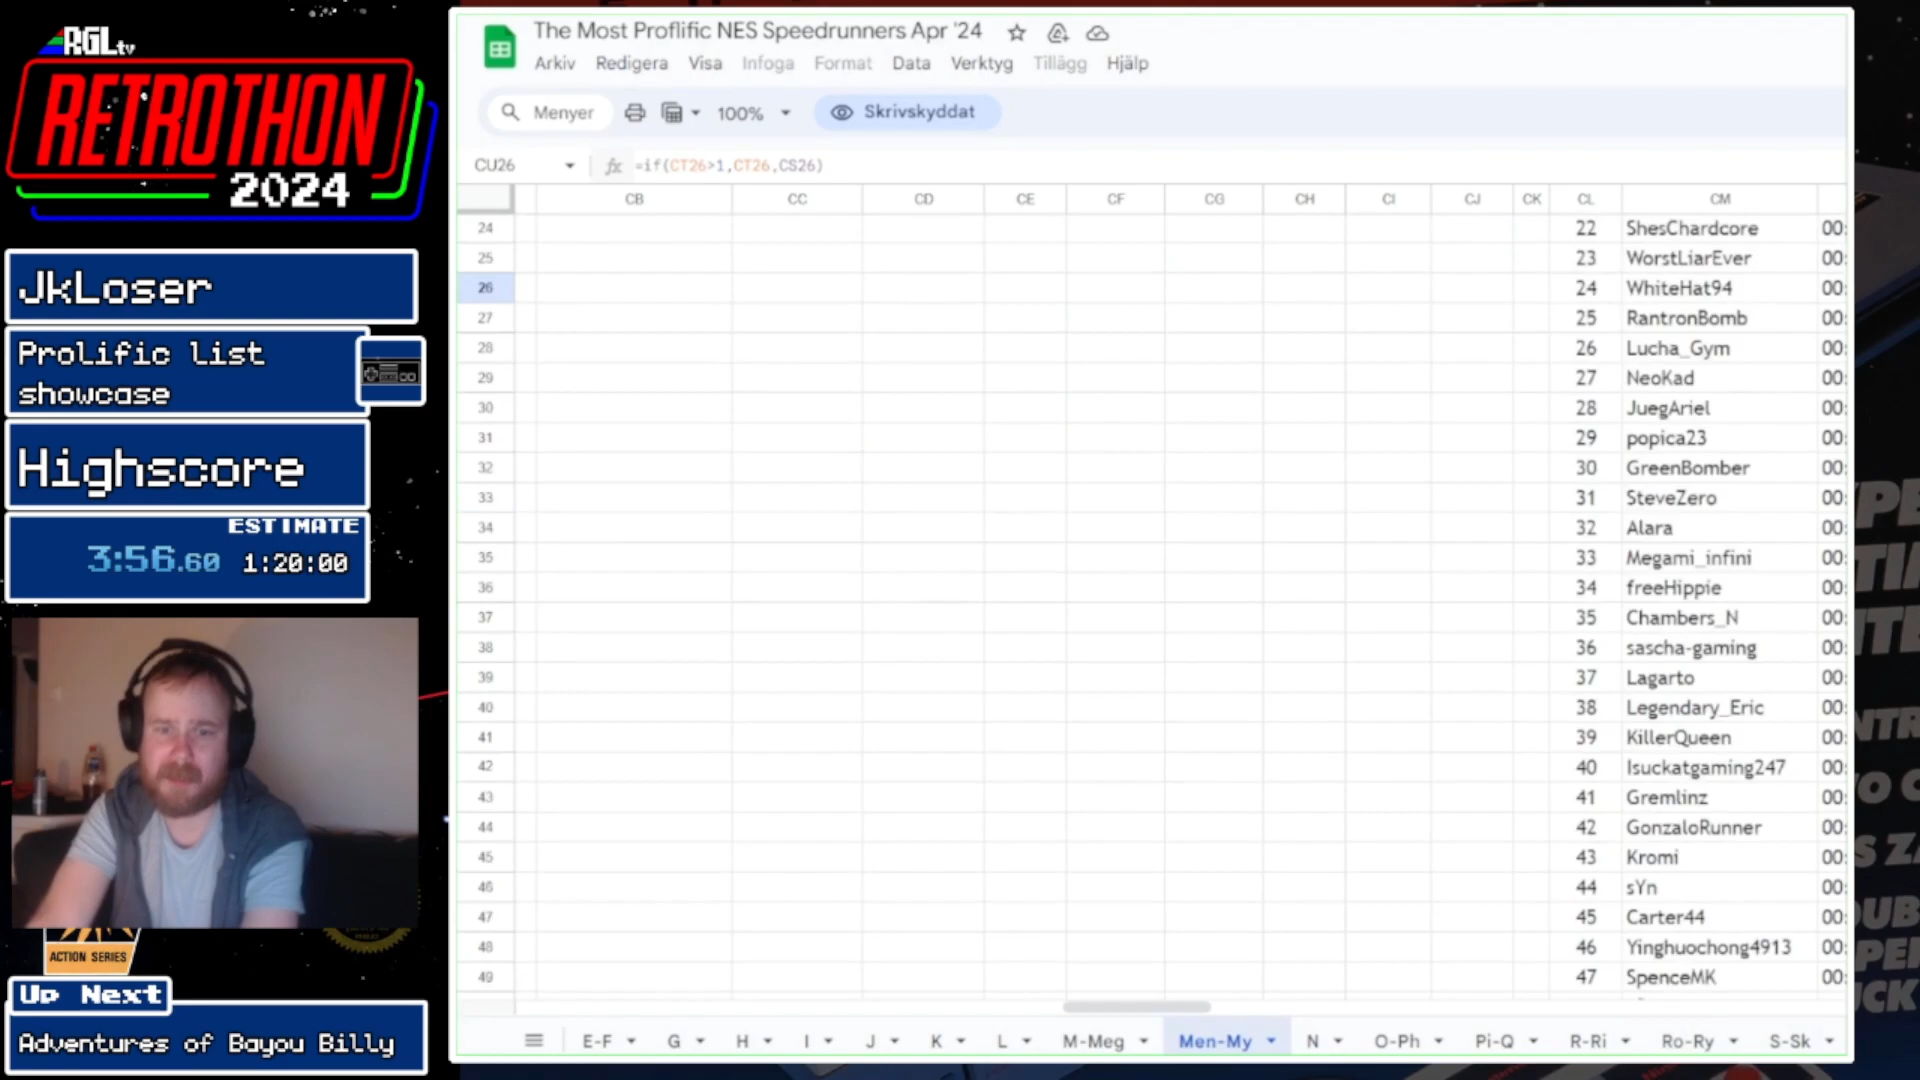 RGLtv
RETROTHON
2024
JkLoser
Prolific list
showcase
Highscore
ESTIMATE
3:56.60 1:20:00
ACTION SERIES
Up Next
Adventures of Bayou Billy
The Most Proflific NES Speedrunners Apr '24
Arkiv Redigera Visa Infoga Format Data Verktyg Tillägg Hjälp
Menyer 100% Skrivskyddat
CU26 fx =if(CT26>1,CT26,CS26)
CB CC CD CE CF CG CH CI CJ CK CL CM
24 22 ShesChardcore 00:
25 23 WorstLiarEver 00:
26 24 WhiteHat94 00:
27 25 RantronBomb 00:
28 26 Lucha_Gym 00:
29 27 NeoKad 00:
30 28 JuegAriel 00:
31 29 popica23 00:
32 30 GreenBomber 00:
33 31 SteveZero 00:
34 32 Alara 00:
35 33 Megami_infini 00:
36 34 freeHippie 00:
37 35 Chambers_N 00:
38 36 sascha-gaming 00:
39 37 Lagarto 00:
40 38 Legendary_Eric 00:
41 39 KillerQueen 00:
42 40 Isuckatgaming247 00:
43 41 Gremlinz 00:
44 42 GonzaloRunner 00:
45 43 Kromi 00:
46 44 sYn 00:
47 45 Carter44 00:
48 46 Yinghuochong4913 00:
49 47 SpenceMK 00:
E-F G H I J K L M-Meg Men-My N O-Ph Pi-Q R-Ri Ro-Ry S-Sk